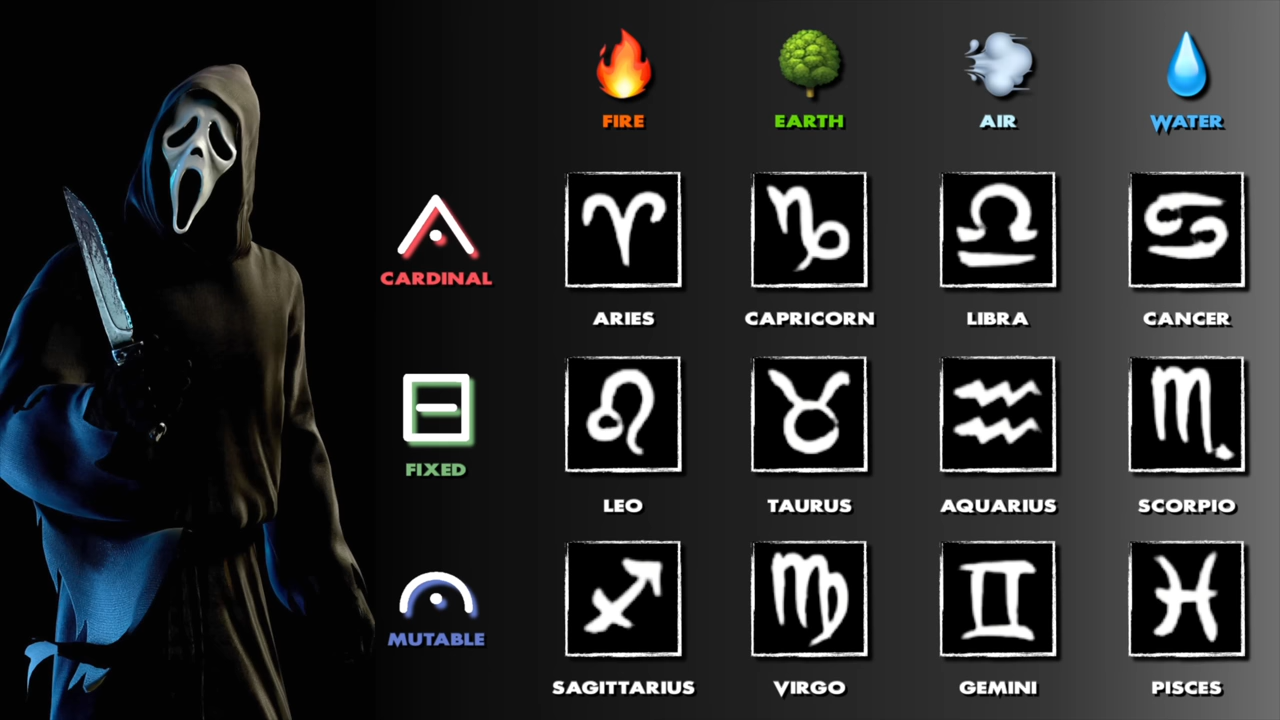 FIRE EARTH AIR WATER
CARDINAL
ARIES CAPRICORN LIBRA CANCER
FIXED
LEO TAURUS AQUARIUS SCORPIO
MUTABLE
SAGITTARIUS VIRGO GEMINI PISCES